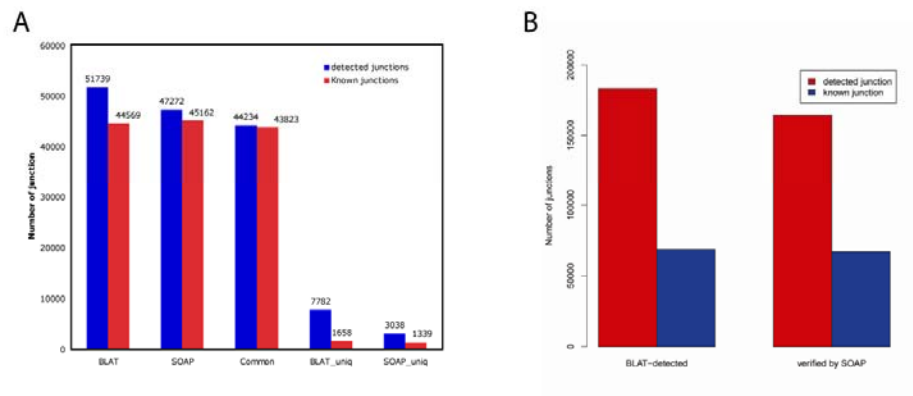 A
60000
50000
40000
30000
20000
10000
0
Number of junction
detected junctions
Known junctions
51739
44569
47272
45162
44234
43823
7782
1658
3038
1339
BLAT
SOAP
Common
BLAT_uniq
SOAP_uniq
B
200000
150000
100000
50000
0
Number of junctions
detected junction
known junction
BLAT-detected
verified by SOAP